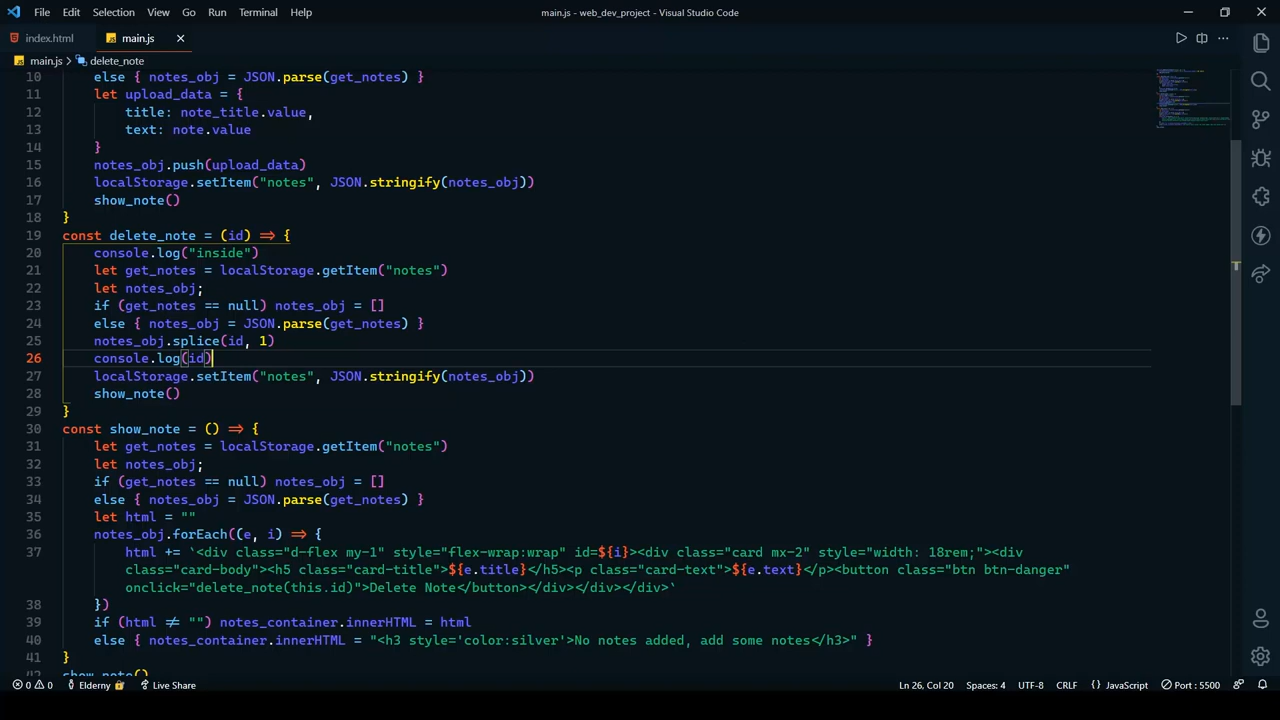 File Edit Selection View Go Run Terminal Help
main.js - web_dev_project - Visual Studio Code
index.html
main.js
main.js > delete_note
10 else { notes_obj = JSON.parse(get_notes) }
11 let upload_data = {
12 title: note_title.value,
13 text: note.value
14 }
15 notes_obj.push(upload_data)
16 localStorage.setItem("notes", JSON.stringify(notes_obj))
17 show_note()
18 }
19 const delete_note = (id) => {
20 console.log("inside")
21 let get_notes = localStorage.getItem("notes")
22 let notes_obj;
23 if (get_notes == null) notes_obj = []
24 else { notes_obj = JSON.parse(get_notes) }
25 notes_obj.splice(id, 1)
26 console.log(id)
27 localStorage.setItem("notes", JSON.stringify(notes_obj))
28 show_note()
29 }
30 const show_note = () => {
31 let get_notes = localStorage.getItem("notes")
32 let notes_obj;
33 if (get_notes == null) notes_obj = []
34 else { notes_obj = JSON.parse(get_notes) }
35 let html = ""
36 notes_obj.forEach((e, i) => {
37 html += `<div class="d-flex my-1" style="flex-wrap:wrap" id=${i}><div class="card mx-2" style="width: 18rem;"><div
class="card-body"><h5 class="card-title">${e.title}</h5><p class="card-text">${e.text}</p><button class="btn btn-danger"
onclick="delete_note(this.id)">Delete Note</button></div></div></div>`
38 })
39 if (html != "") notes_container.innerHTML = html
40 else { notes_container.innerHTML = "<h3 style='color:silver'>No notes added, add some notes</h3>" }
41 }
42 show_note()
0 0 Elderny Live Share Ln 26, Col 20 Spaces: 4 UTF-8 CRLF {} JavaScript Port : 5500